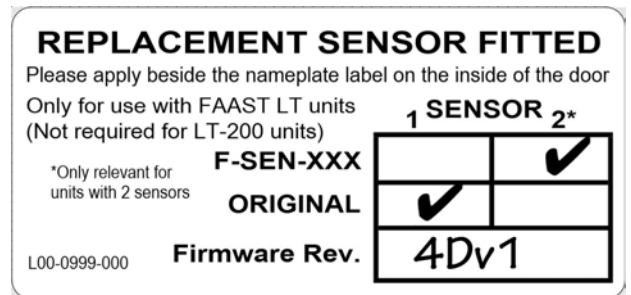 REPLACEMENT SENSOR FITTED
Please apply beside the nameplate label on the inside of the door
Only for use with FAAST LT units
(Not required for LT-200 units)
1 SENSOR 2*
*Only relevant for
units with 2 sensors
F-SEN-XXX ✔
ORIGINAL ✔
Firmware Rev. 4Dv1
L00-0999-000